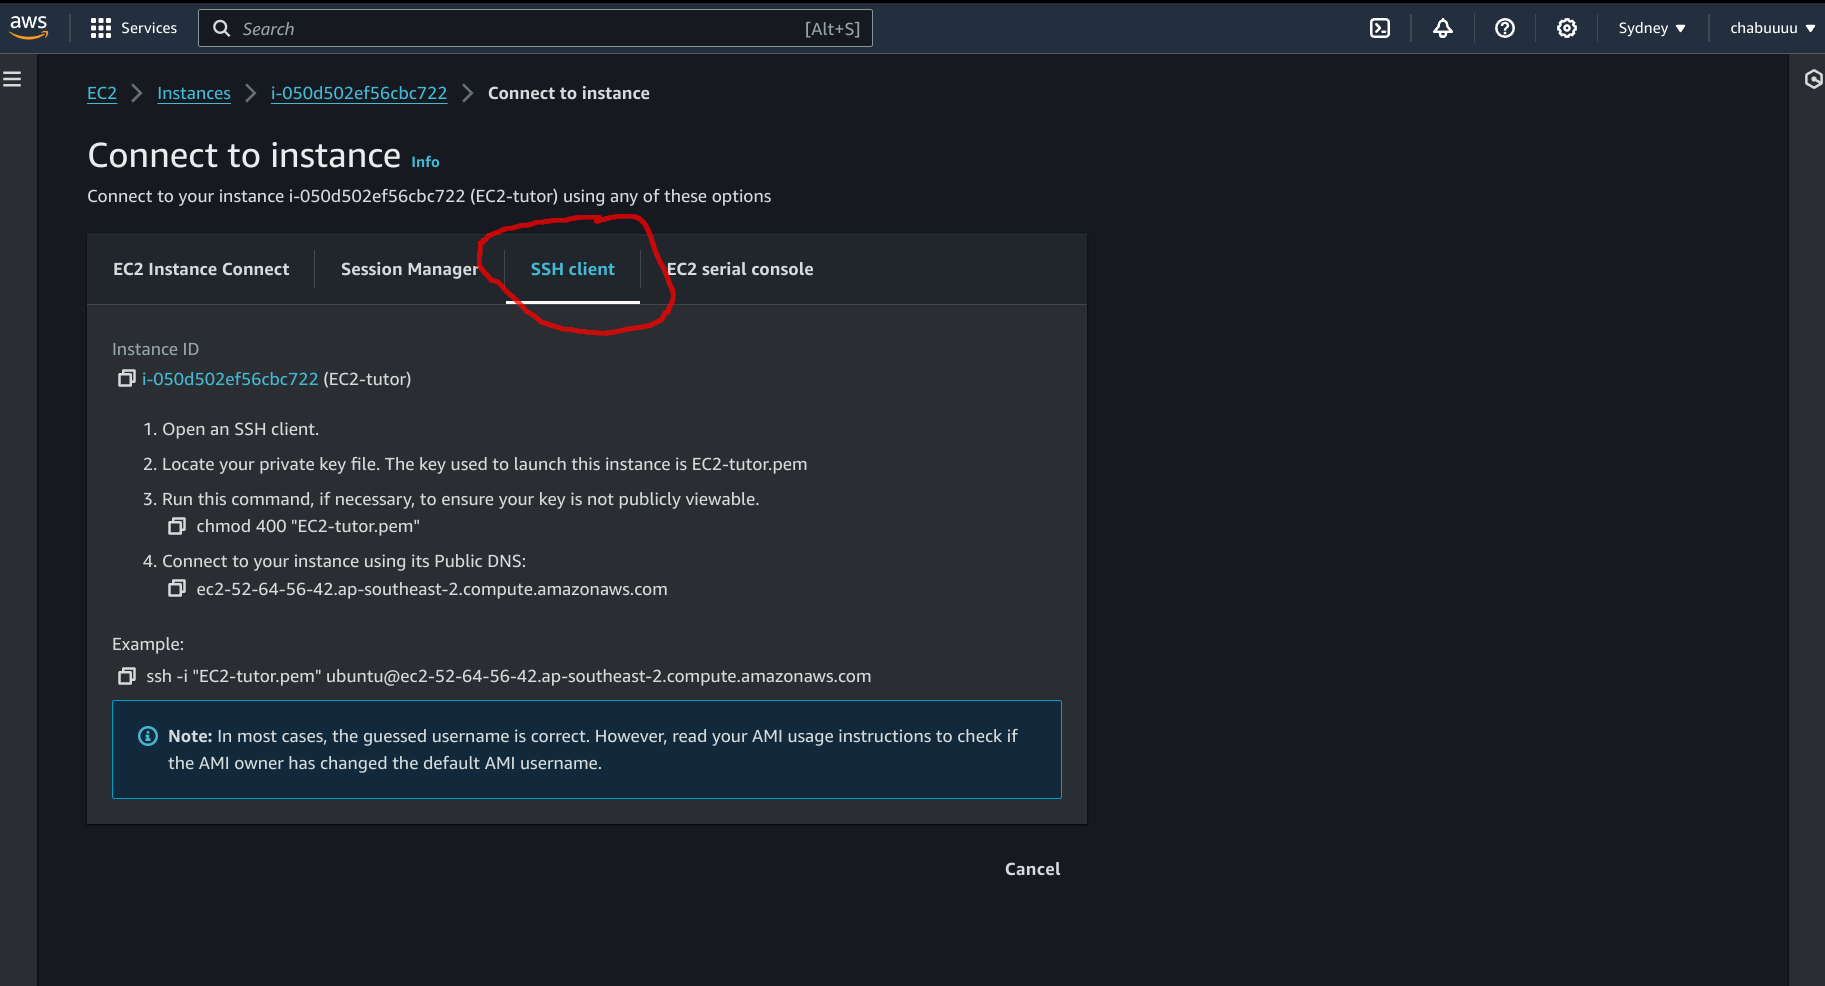 aws Services Search [Alt+S] Sydney chabuuuu
EC2 Instances i-050d502ef56cbc722 Connect to instance
Connect to instance Info
Connect to your instance i-050d502ef56cbc722 (EC2-tutor) using any of these options
EC2 Instance Connect Session Manager SSH client EC2 serial console
Instance ID
i-050d502ef56cbc722 (EC2-tutor)
1. Open an SSH client.
2. Locate your private key file. The key used to launch this instance is EC2-tutor.pem
3. Run this command, if necessary, to ensure your key is not publicly viewable.
chmod 400 "EC2-tutor.pem"
4. Connect to your instance using its Public DNS:
ec2-52-64-56-42.ap-southeast-2.compute.amazonaws.com
Example:
ssh -i "EC2-tutor.pem" ubuntu@ec2-52-64-56-42.ap-southeast-2.compute.amazonaws.com
Note: In most cases, the guessed username is correct. However, read your AMI usage instructions to check if
the AMI owner has changed the default AMI username.
Cancel